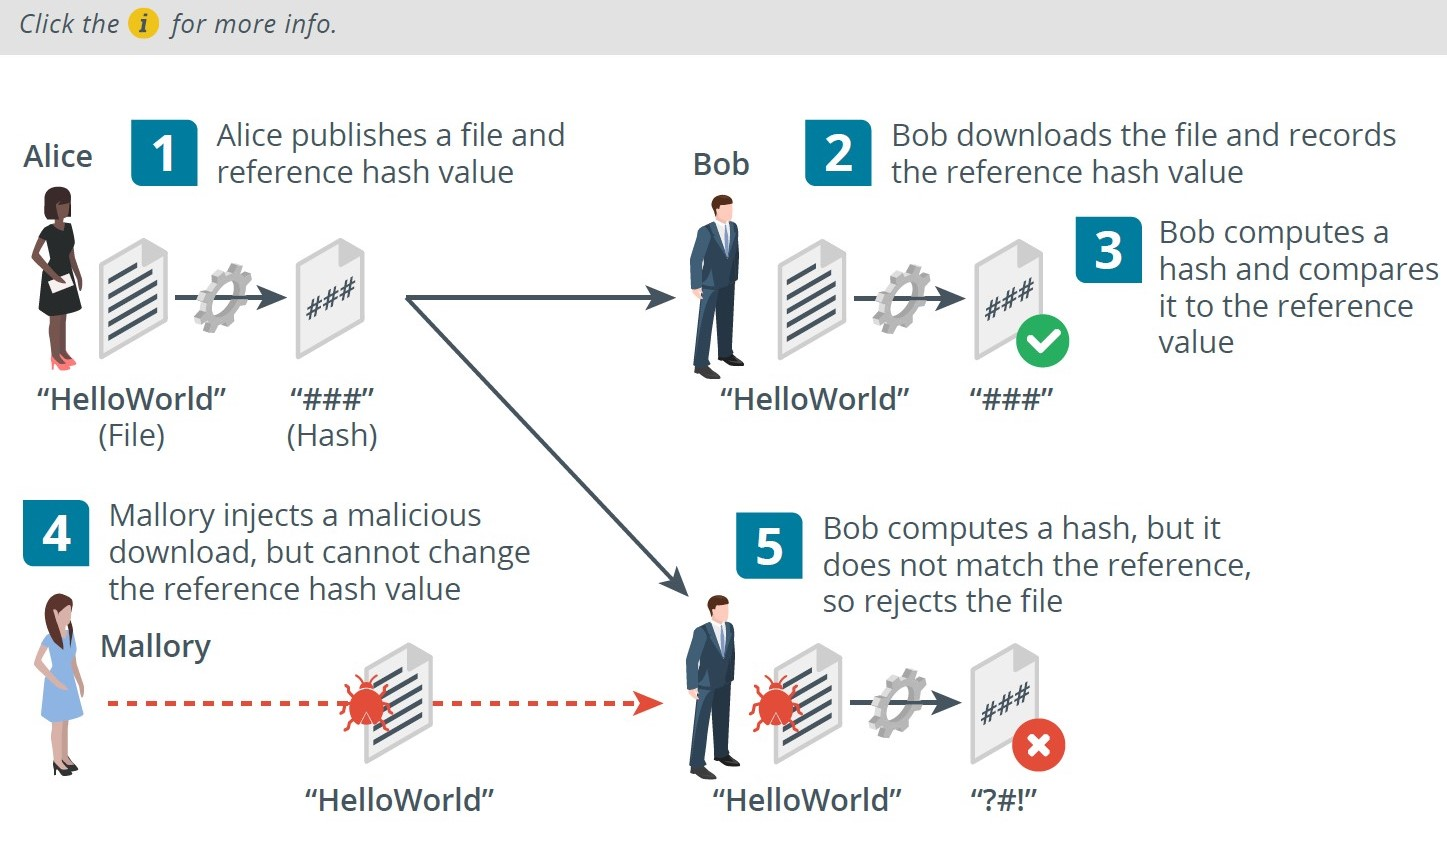 Click the i for more info.
Alice
1
Alice publishes a file and
reference hash value
Bob
2
Bob downloads the file and records
the reference hash value
3
Bob computes a
hash and compares
it to the reference
value
###
###
“HelloWorld”
(File)
“###”
(Hash)
“HelloWorld”
“###”
4
Mallory injects a malicious
download, but cannot change
the reference hash value
Mallory
5
Bob computes a hash, but it
does not match the reference,
so rejects the file
###
“HelloWorld”
“HelloWorld”
“?#!”